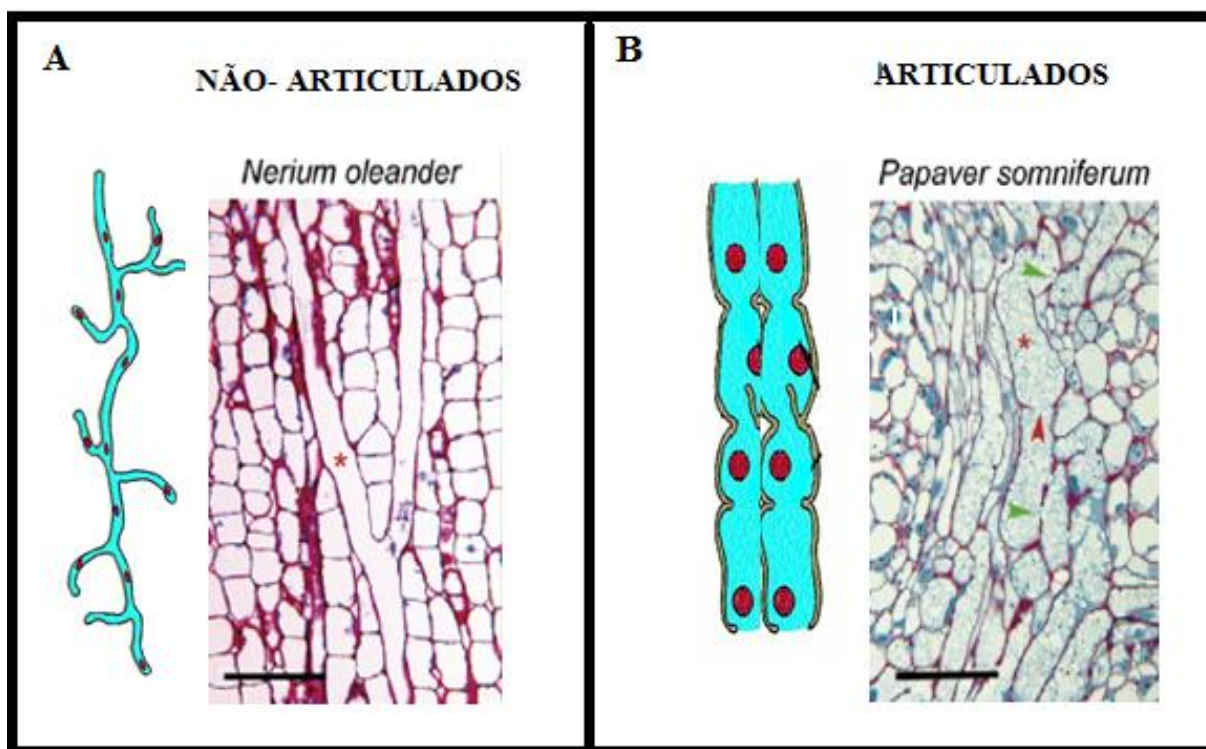 A
NÃO- ARTICULADOS
Nerium oleander
*
B
ARTICULADOS
Papaver somniferum
*